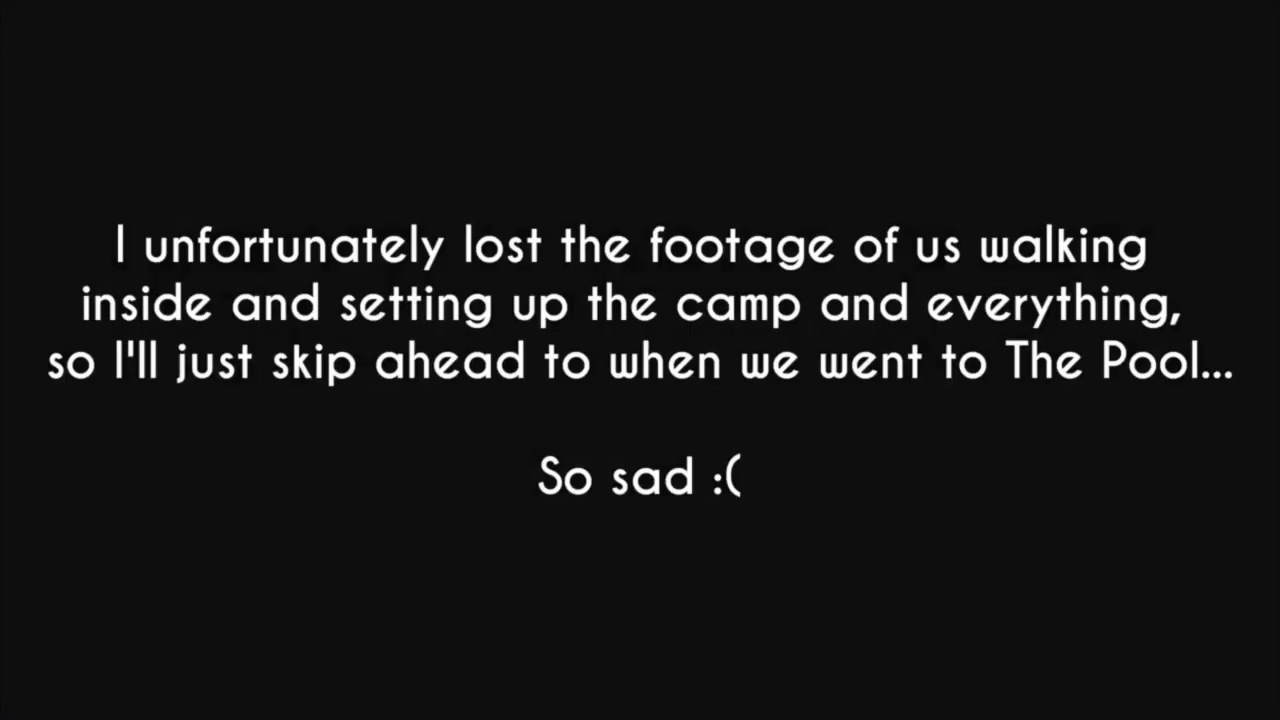 I unfortunately lost the footage of us walking
inside and setting up the camp and everything,
so I'll just skip ahead to when we went to The Pool...
So sad :(